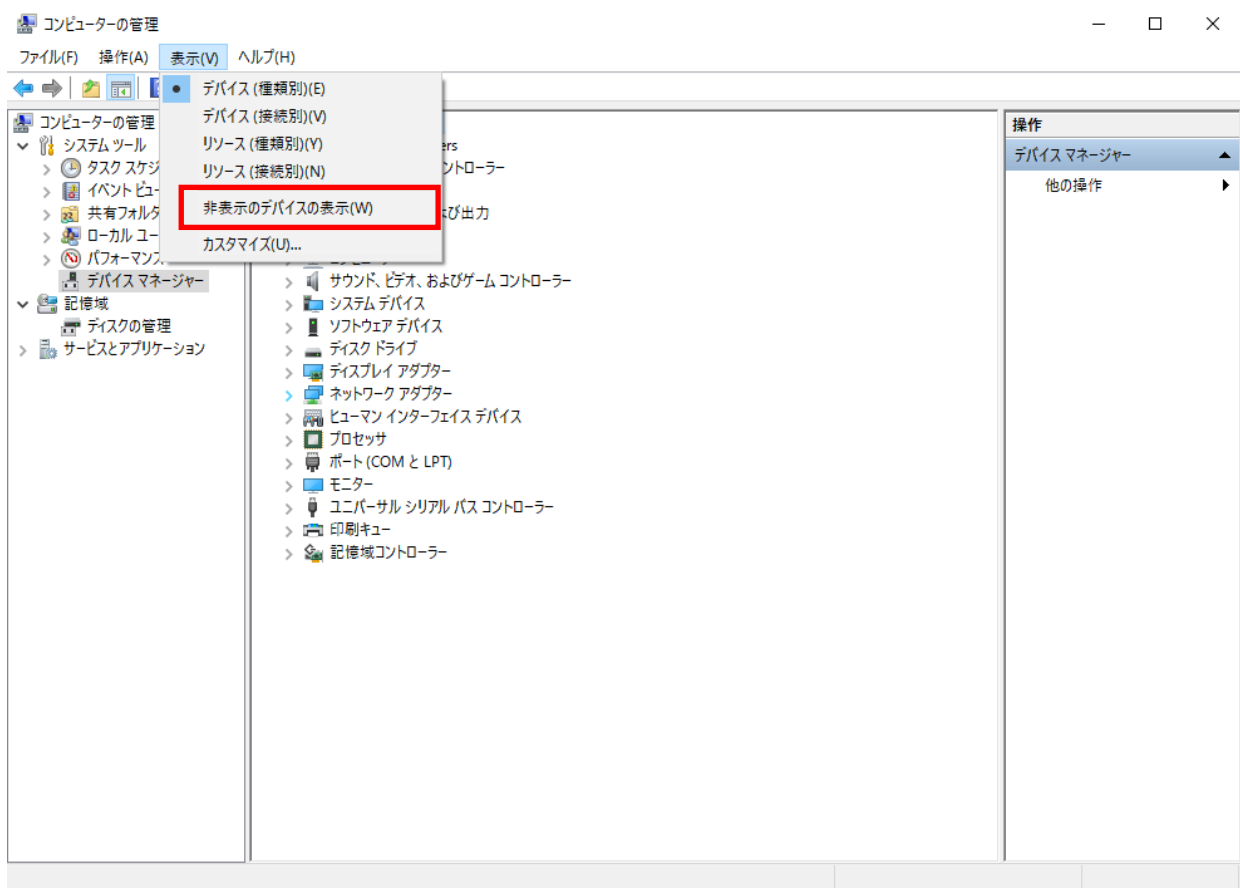 コンピューターの管理
ファイル(F) 操作(A) 表示(V) ヘルプ(H)
デバイス (種類別)(E)
デバイス (接続別)(V)
リソース (種類別)(Y)
リソース (接続別)(N)
非表示のデバイスの表示(W)
カスタマイズ(U)...
コンピューターの管理
システム ツール
タスク スケジ
イベント ビュー
共有フォルダ
ローカル ユー
パフォーマンス
デバイス マネージャー
記憶域
ディスクの管理
サービスとアプリケーション
ers
ントローラー
よび出力
サウンド、ビデオ、およびゲーム コントローラー
システム デバイス
ソフトウェア デバイス
ディスク ドライブ
ディスプレイ アダプター
ネットワーク アダプター
ヒューマン インターフェイス デバイス
プロセッサ
ポート (COM と LPT)
モニター
ユニバーサル シリアル バス コントローラー
印刷キュー
記憶域コントローラー
操作
デバイス マネージャー
他の操作